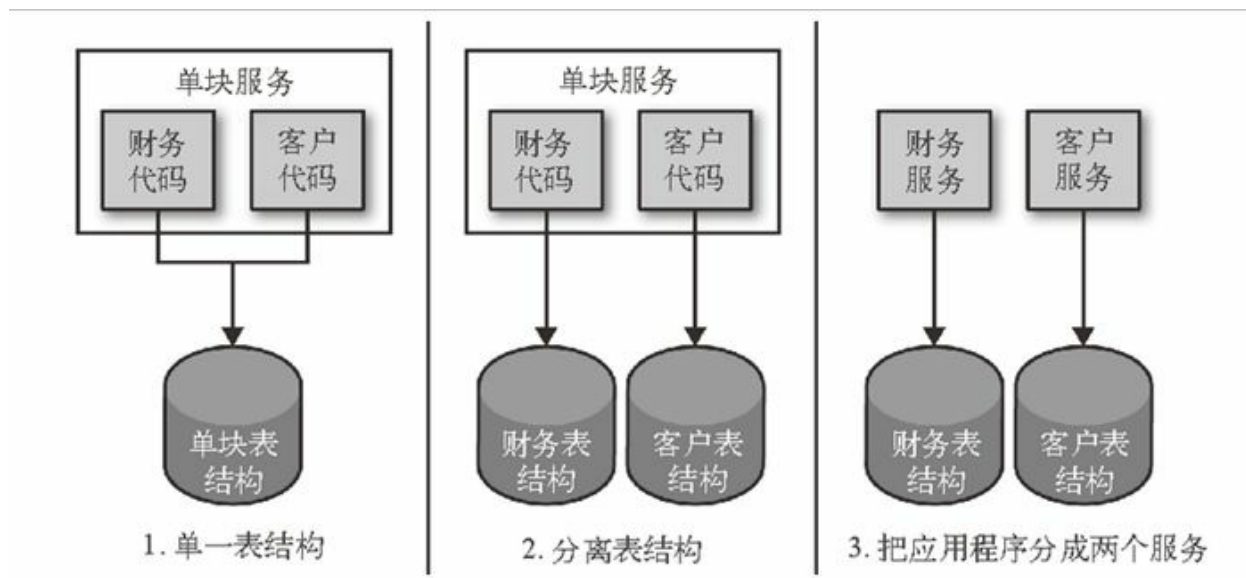 单块服务
财务
代码
客户
代码
单块表
结构
1. 单一表结构
单块服务
财务
代码
客户
代码
财务表
结构
客户表
结构
2. 分离表结构
财务
服务
客户
服务
财务表
结构
客户表
结构
3. 把应用程序分成两个服务